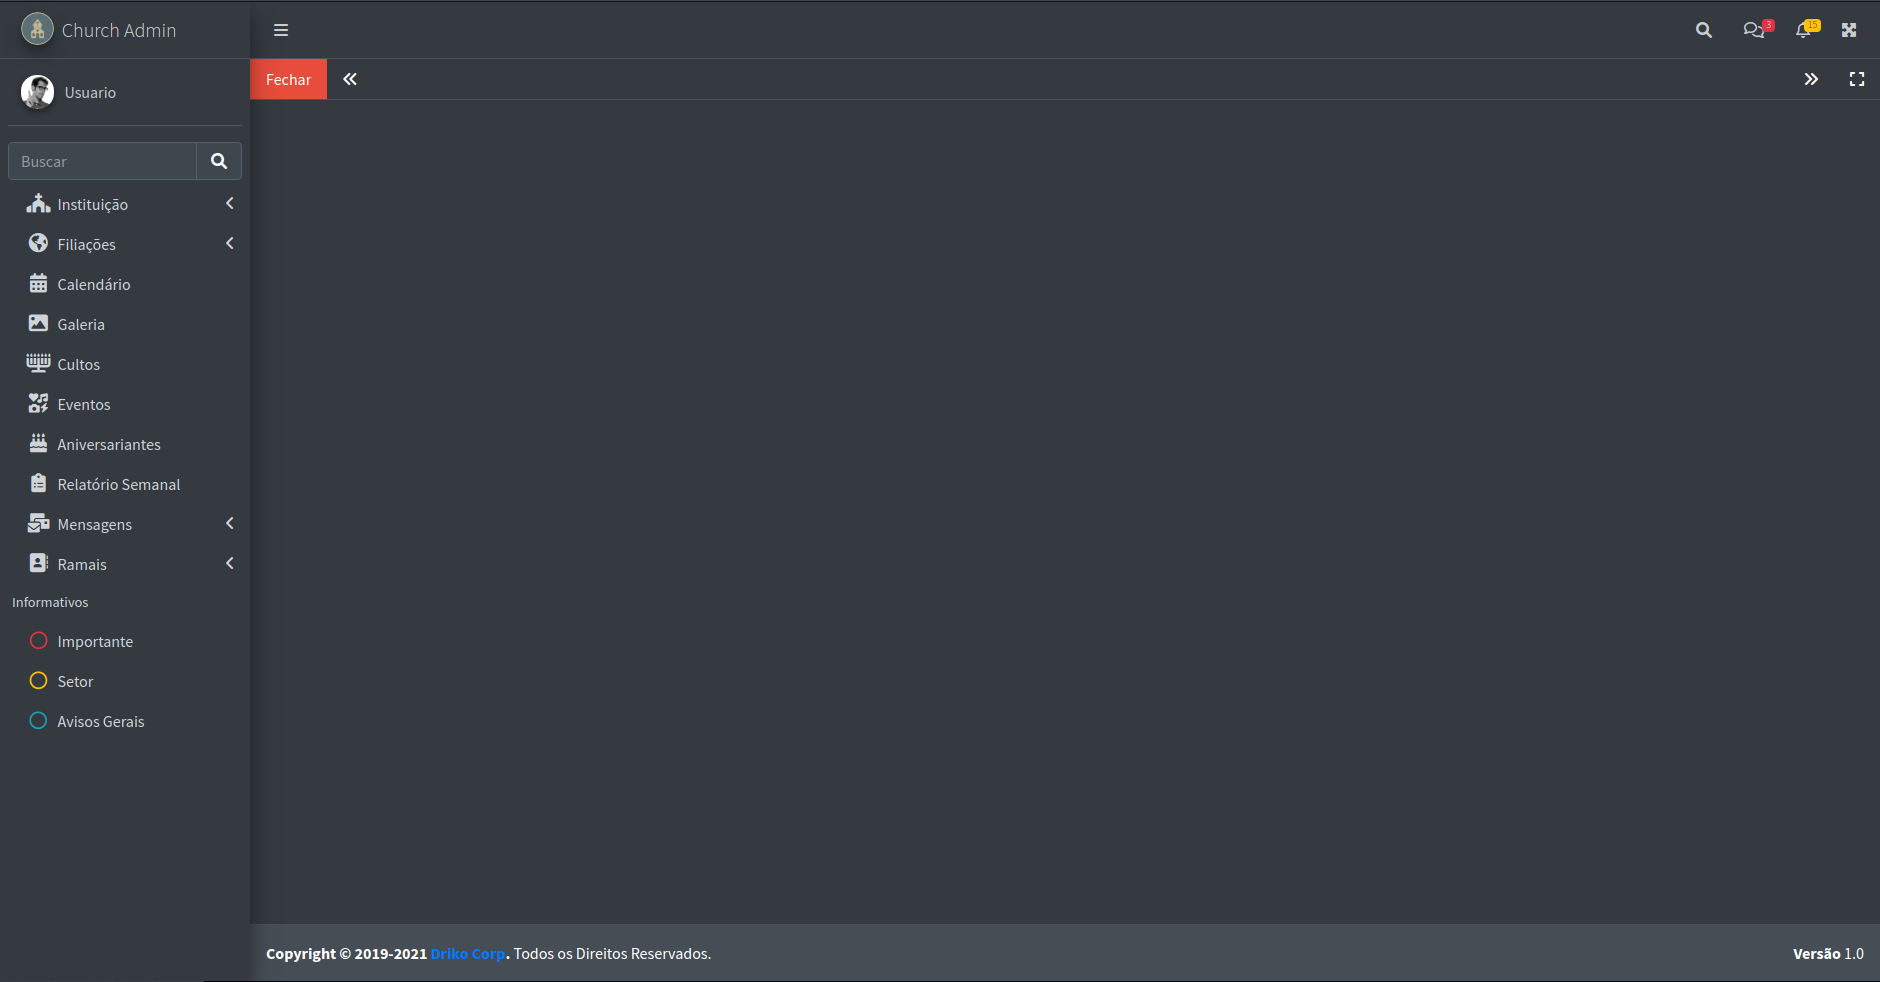 Church Admin
3
15
Usuario
Fechar
Buscar
Instituição
Filiações
Calendário
Galeria
Cultos
Eventos
Aniversariantes
Relatório Semanal
Mensagens
Ramais
Informativos
Importante
Setor
Avisos Gerais
Copyright © 2019-2021 Driko Corp. Todos os Direitos Reservados.
Versão 1.0